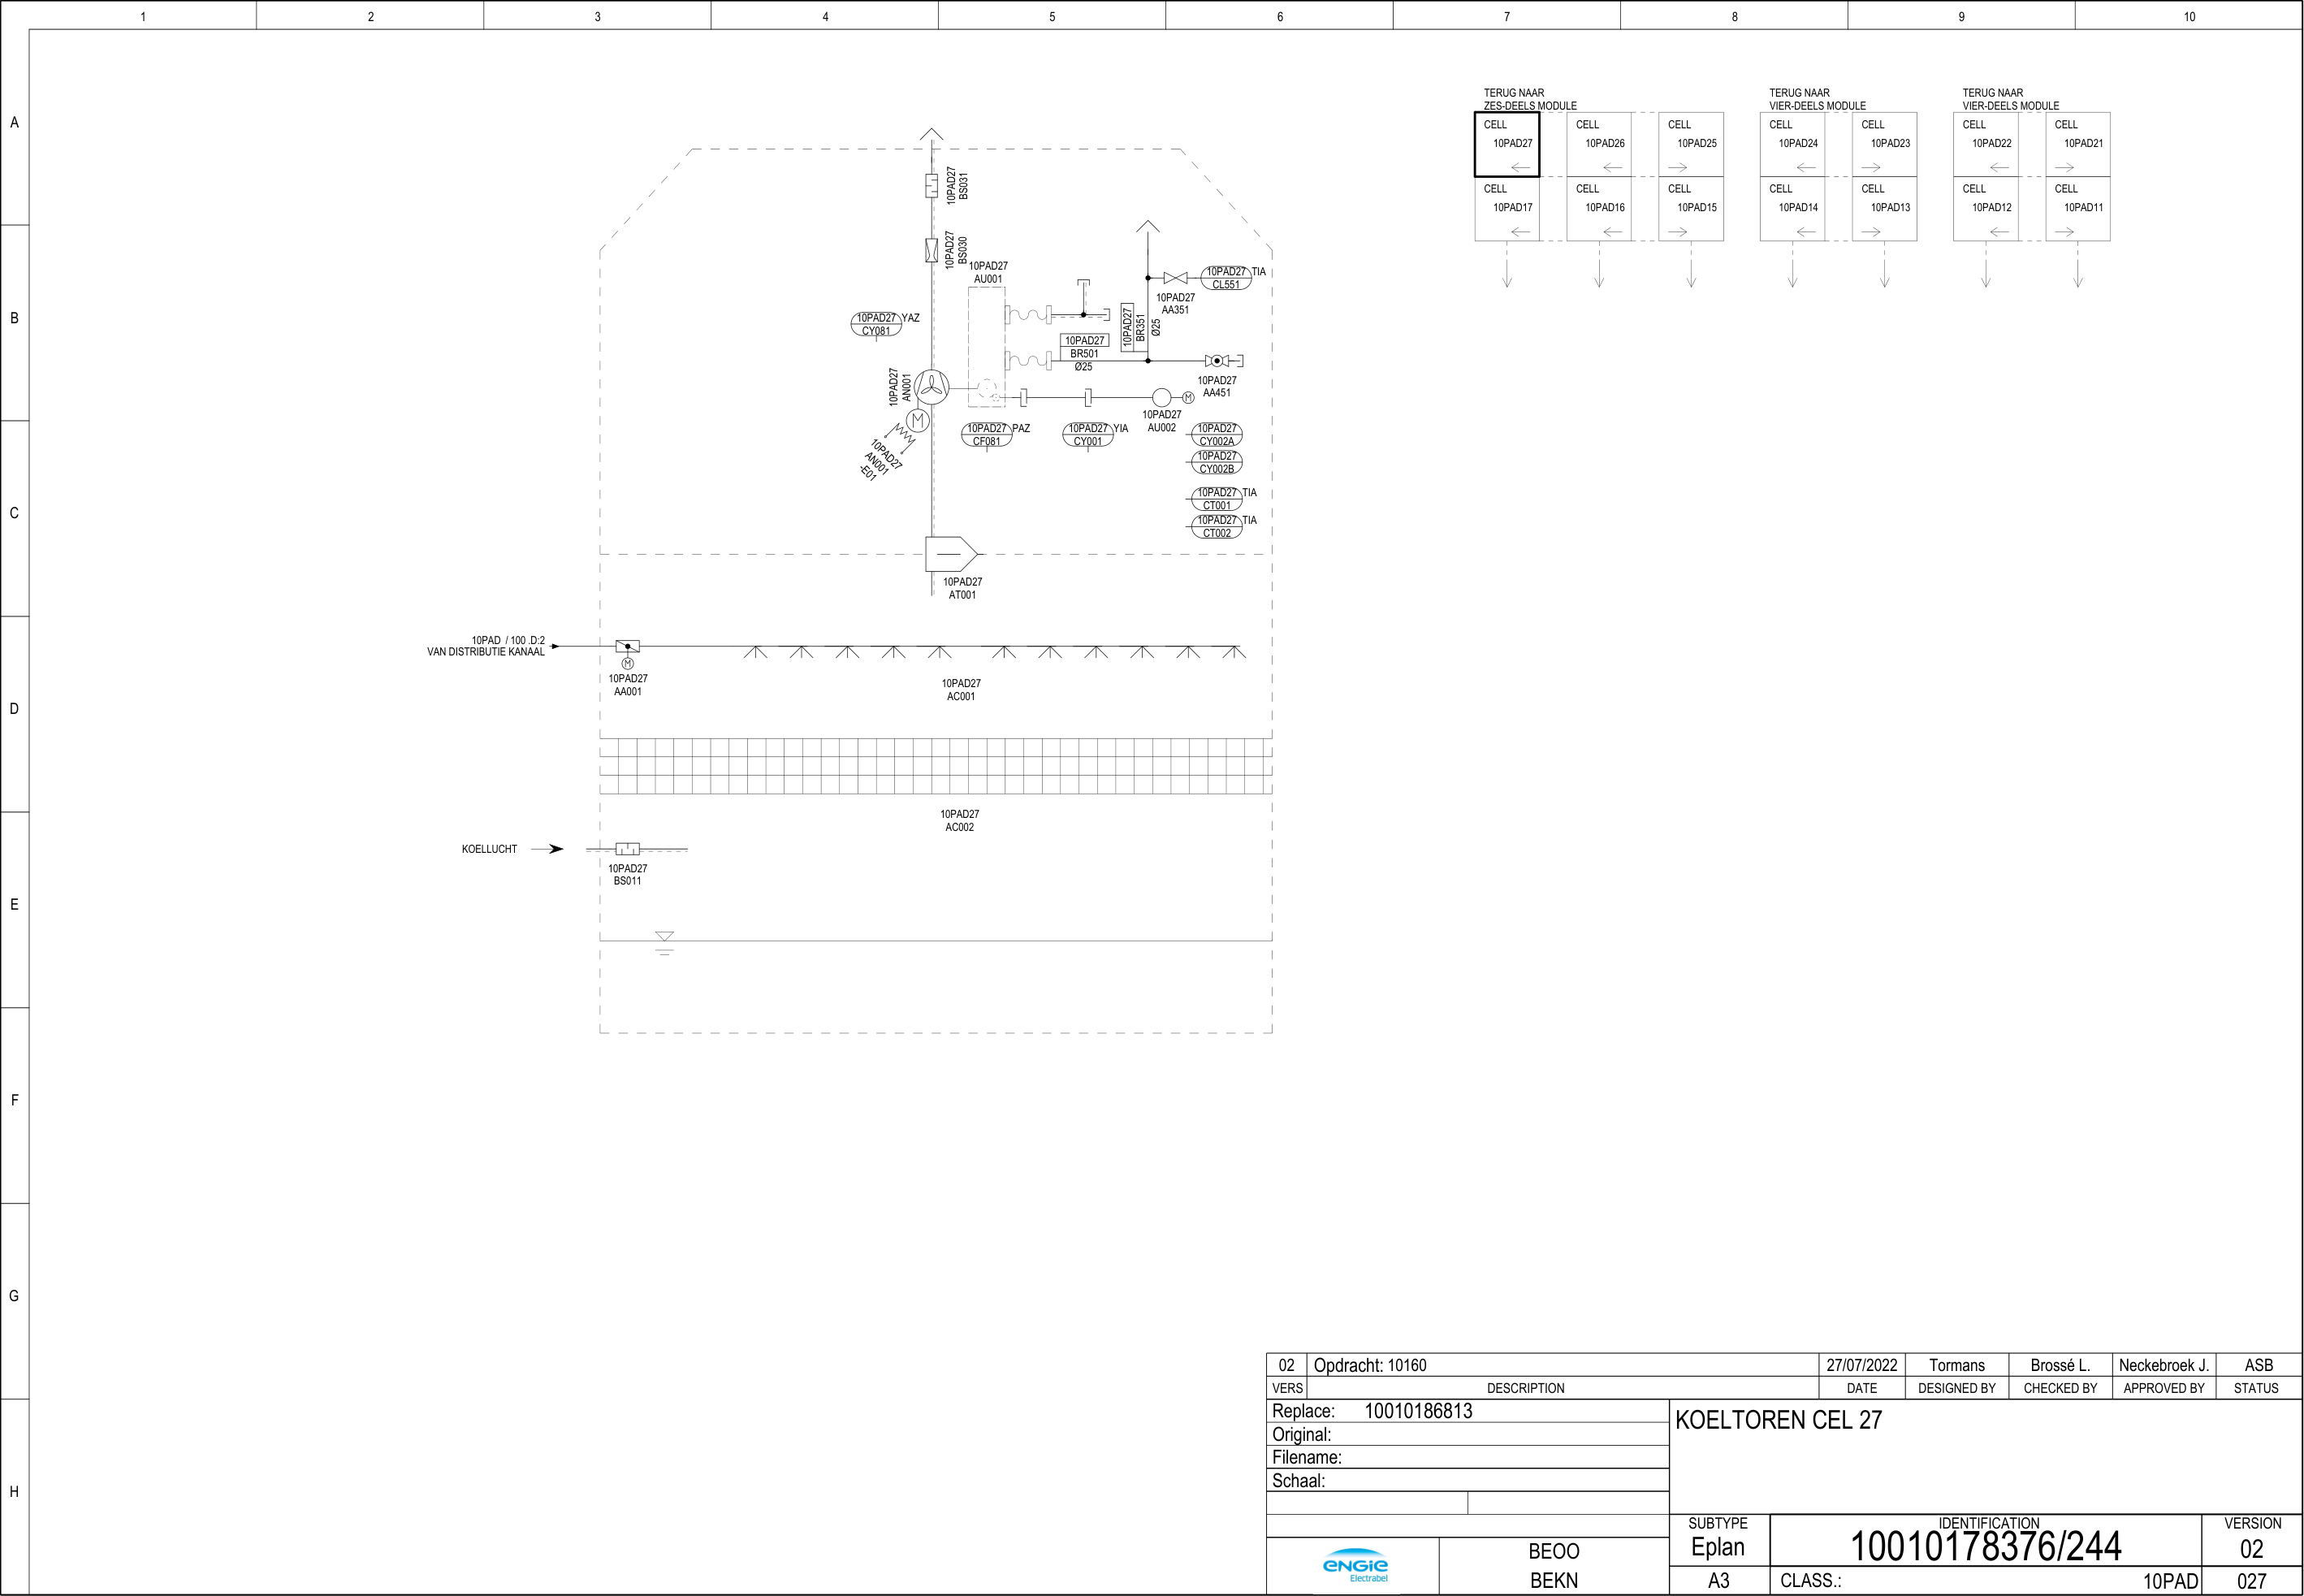 1 2 3 4 5 6 7 8 9 10
A
B
C
D
E
F
G
H
TERUG NAAR
ZES-DEELS MODULE
TERUG NAAR
VIER-DEELS MODULE
TERUG NAAR
VIER-DEELS MODULE
CELL
10PAD27
CELL
10PAD26
CELL
10PAD25
CELL
10PAD24
CELL
10PAD23
CELL
10PAD22
CELL
10PAD21
CELL
10PAD17
CELL
10PAD16
CELL
10PAD15
CELL
10PAD14
CELL
10PAD13
CELL
10PAD12
CELL
10PAD11
10PAD27
BS031
10PAD27
BS030
10PAD27
AU001
10PAD27 TIA
CL551
10PAD27
AA351
10PAD27
BR351
Ø25
10PAD27 YAZ
CY081
10PAD27
BR501
Ø25
10PAD27
AN001
10PAD27
AA451
M
M
10PAD27
AU002
10PAD27
AN001
-E01
10PAD27 PAZ
CF081
10PAD27 YIA
CY001
10PAD27
CY002A
10PAD27
CY002B
10PAD27 TIA
CT001
10PAD27 TIA
CT002
10PAD27
AT001
10PAD / 100 .D:2
VAN DISTRIBUTIE KANAAL
M
10PAD27
AA001
10PAD27
AC001
10PAD27
AC002
KOELLUCHT
10PAD27
BS011
02 Opdracht: 10160 27/07/2022 Tormans Brossé L. Neckebroek J. ASB
VERS DESCRIPTION DATE DESIGNED BY CHECKED BY APPROVED BY STATUS
Replace: 10010186813
Original:
Filename:
Schaal:
KOELTOREN CEL 27
ENGIE
Electrabel
BEOO
BEKN
SUBTYPE
Eplan
A3
IDENTIFICATION
10010178376/244
CLASS.: 10PAD
VERSION
02
027